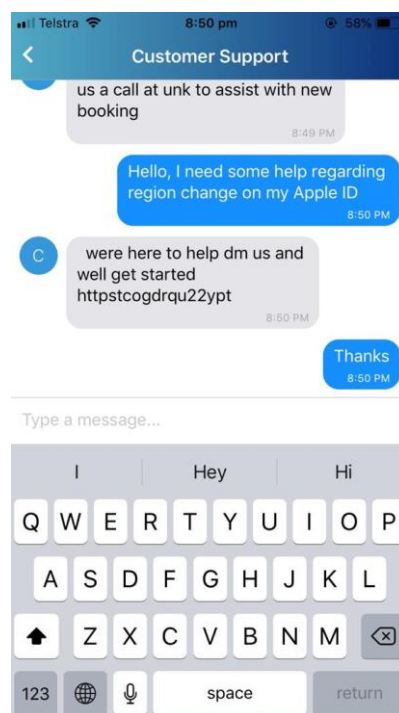 Telstra 8:50 pm 58%
Customer Support
us a call at unk to assist with new
booking
8:49 PM
Hello, I need some help regarding
region change on my Apple ID
8:50 PM
C
were here to help dm us and
well get started
httpstcogdrqu22ypt
8:50 PM
Thanks
8:50 PM
Type a message...
I Hey Hi
Q W E R T Y U I O P
A S D F G H J K L
Z X C V B N M
123 space return